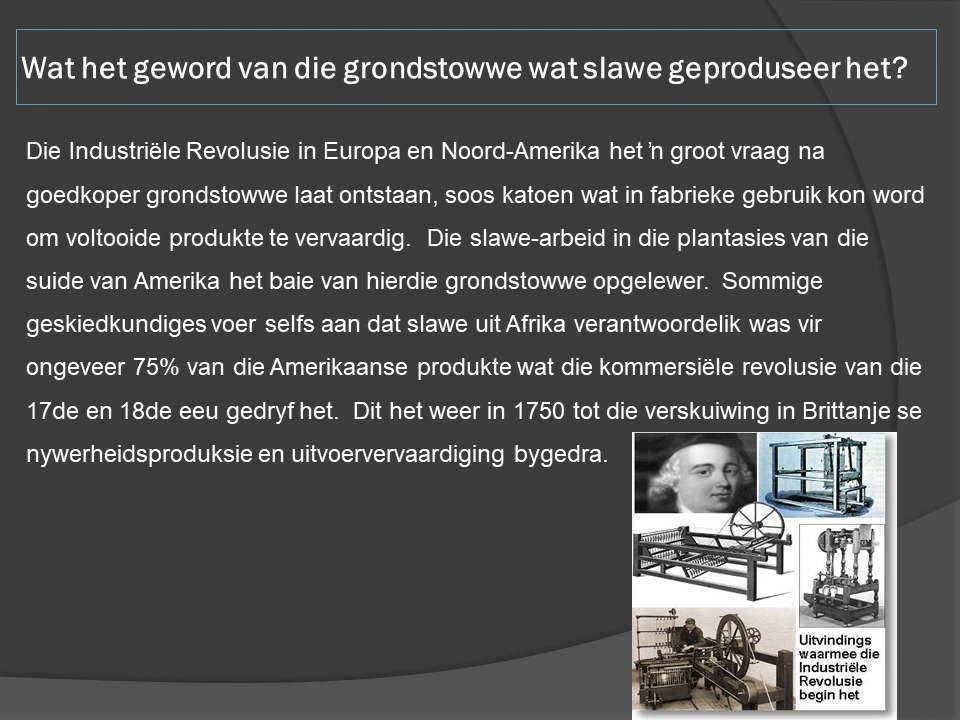 Wat het geword van die grondstowwe wat slawe geproduseer het?
Die Industriële Revolusie in Europa en Noord-Amerika het ’n groot vraag na
goedkoper grondstowwe laat ontstaan, soos katoen wat in fabrieke gebruik kon word
om voltooide produkte te vervaardig.  Die slawe-arbeid in die plantasies van die
suide van Amerika het baie van hierdie grondstowwe opgelewer.  Sommige
geskiedkundiges voer selfs aan dat slawe uit Afrika verantwoordelik was vir
ongeveer 75% van die Amerikaanse produkte wat die kommersiële revolusie van die
17de en 18de eeu gedryf het.  Dit het weer in 1750 tot die verskuiwing in Brittanje se
nywerheidsproduksie en uitvoervervaardiging bygedra.
Uitvindings
waarmee die
Industriële
Revolusie
begin het